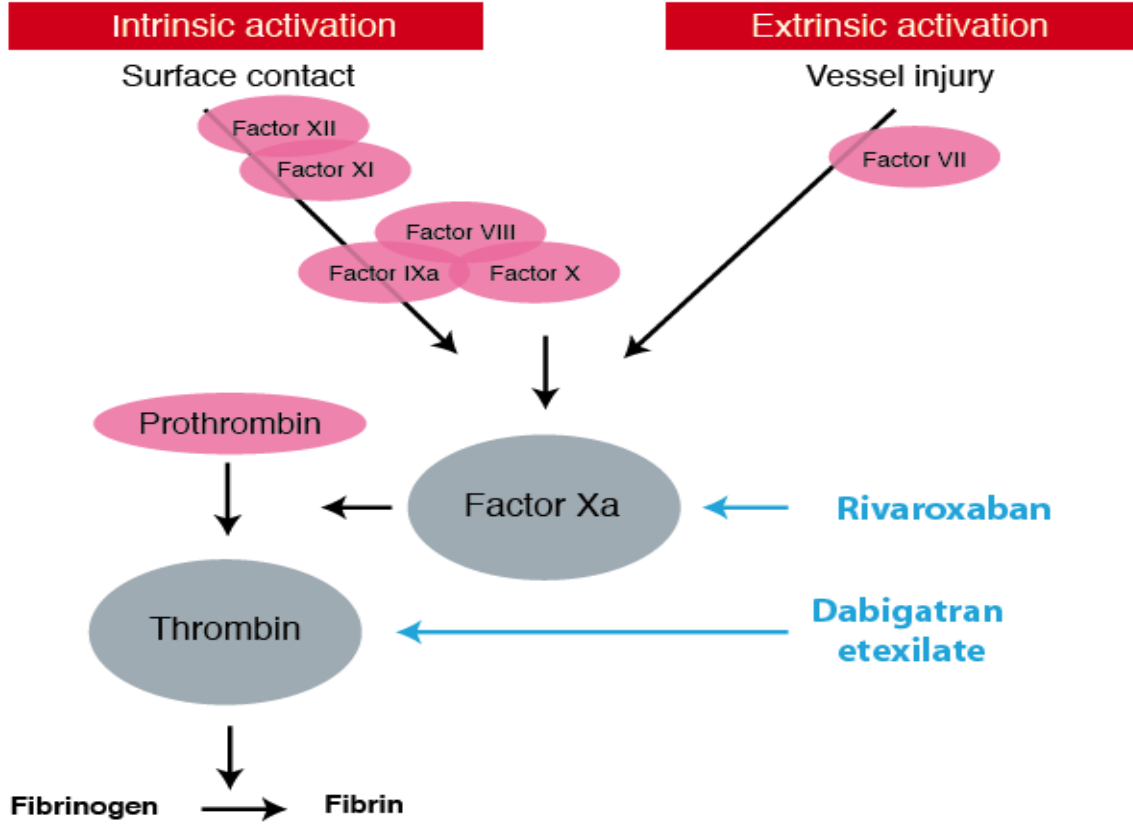 Intrinsic activation
Extrinsic activation
Surface contact
Vessel injury
Factor XII
Factor XI
Factor VII
Factor VIII
Factor IXa
Factor X
Prothrombin
Factor Xa
Rivaroxaban
Thrombin
Dabigatran
etexilate
Fibrinogen
Fibrin